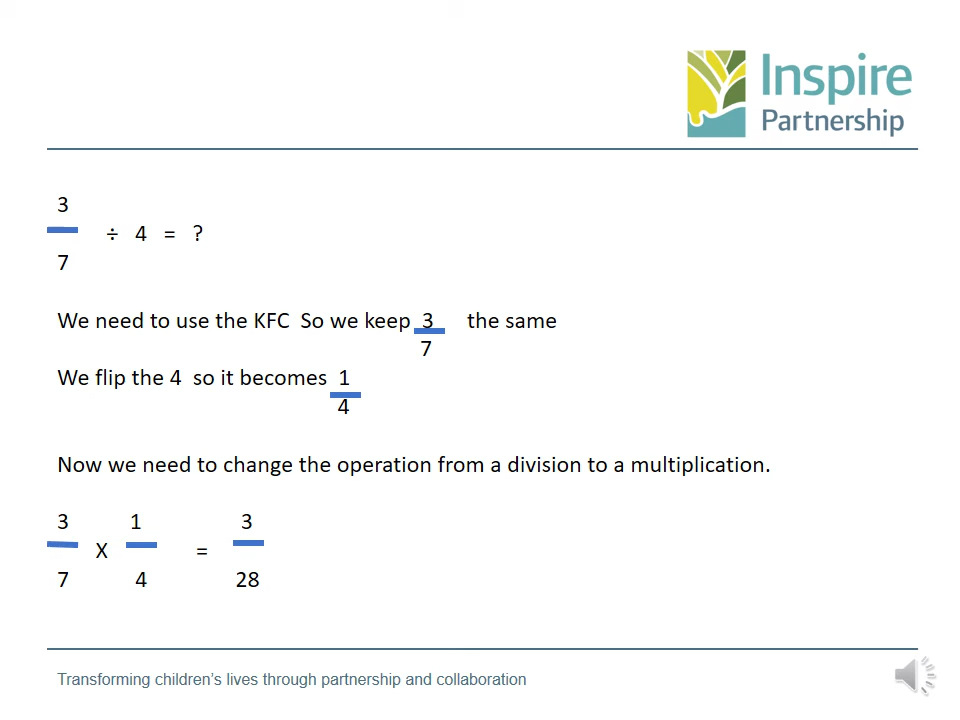 Inspire
Partnership
3
÷ 4 = ?
7
We need to use the KFC So we keep 3 the same
7
We flip the 4 so it becomes 1
4
Now we need to change the operation from a division to a multiplication.
3 1 3
X =
7 4 28
Transforming children's lives through partnership and collaboration